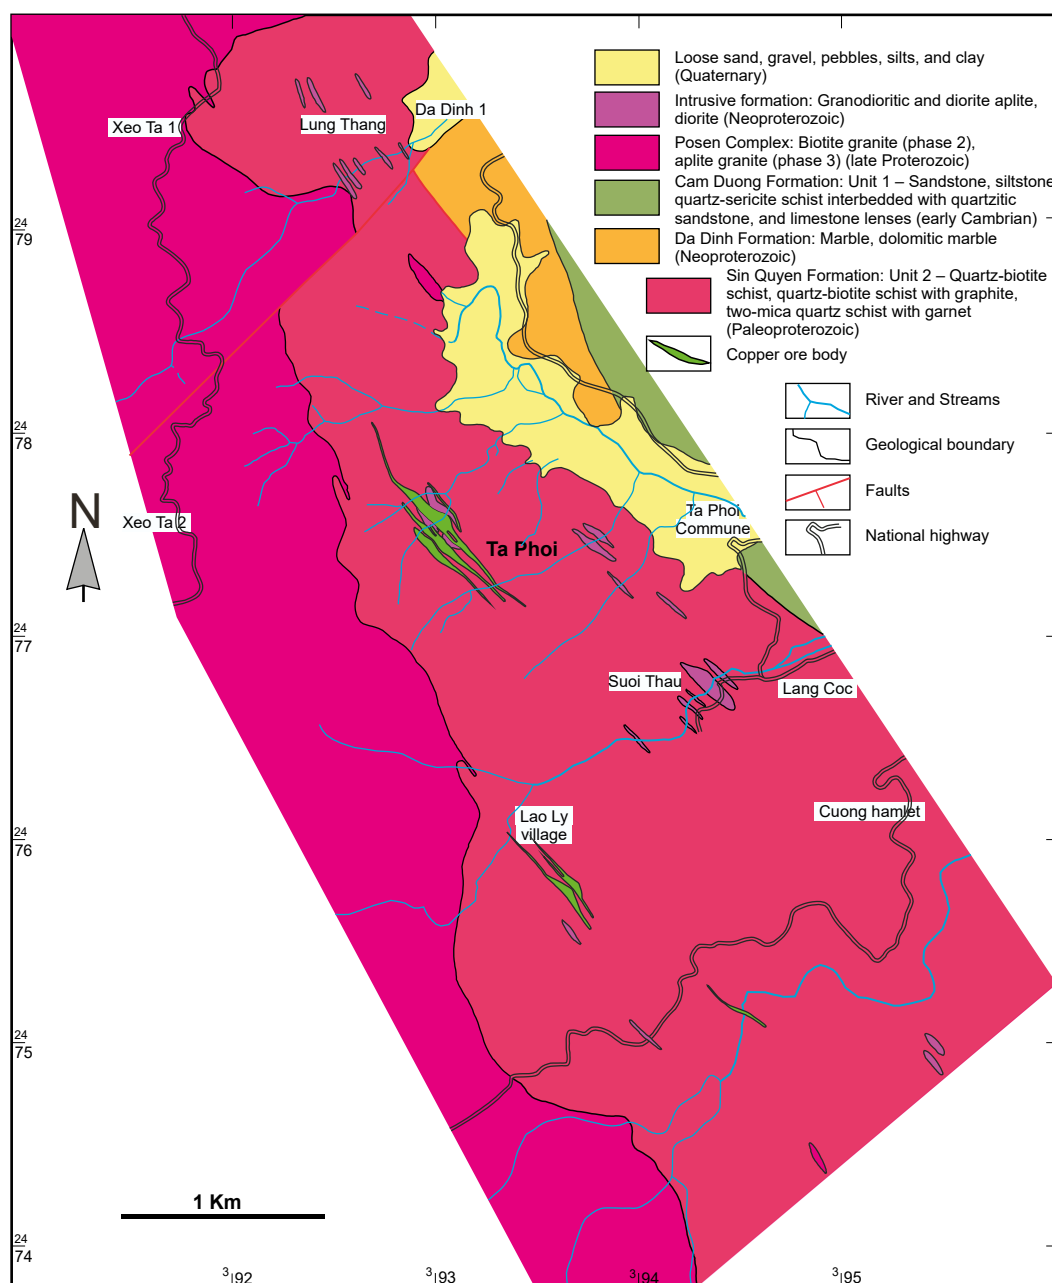 Loose sand, gravel, pebbles, silts, and clay
(Quaternary)
Intrusive formation: Granodioritic and diorite aplite,
diorite (Neoproterozoic)
Posen Complex: Biotite granite (phase 2),
aplite granite (phase 3) (late Proterozoic)
Cam Duong Formation: Unit 1 – Sandstone, siltstone
quartz-sericite schist interbedded with quartzitic
sandstone, and limestone lenses (early Cambrian)
Da Dinh Formation: Marble, dolomitic marble
(Neoproterozoic)
Sin Quyen Formation: Unit 2 – Quartz-biotite
schist, quartz-biotite schist with graphite,
two-mica quartz schist with garnet
(Paleoproterozoic)
Copper ore body
River and Streams
Geological boundary
Faults
National highway
Da Dinh 1
Xeo Ta 1
Lung Thang
24
79
24
78
N
Xeo Ta 2
Ta Phoi
Commune
Ta Phoi
24
77
Suoi Thau
Lang Coc
Cuong hamlet
Lao Ly
village
24
76
24
75
1 Km
24
74
3 92
3 93
3 94
3 95